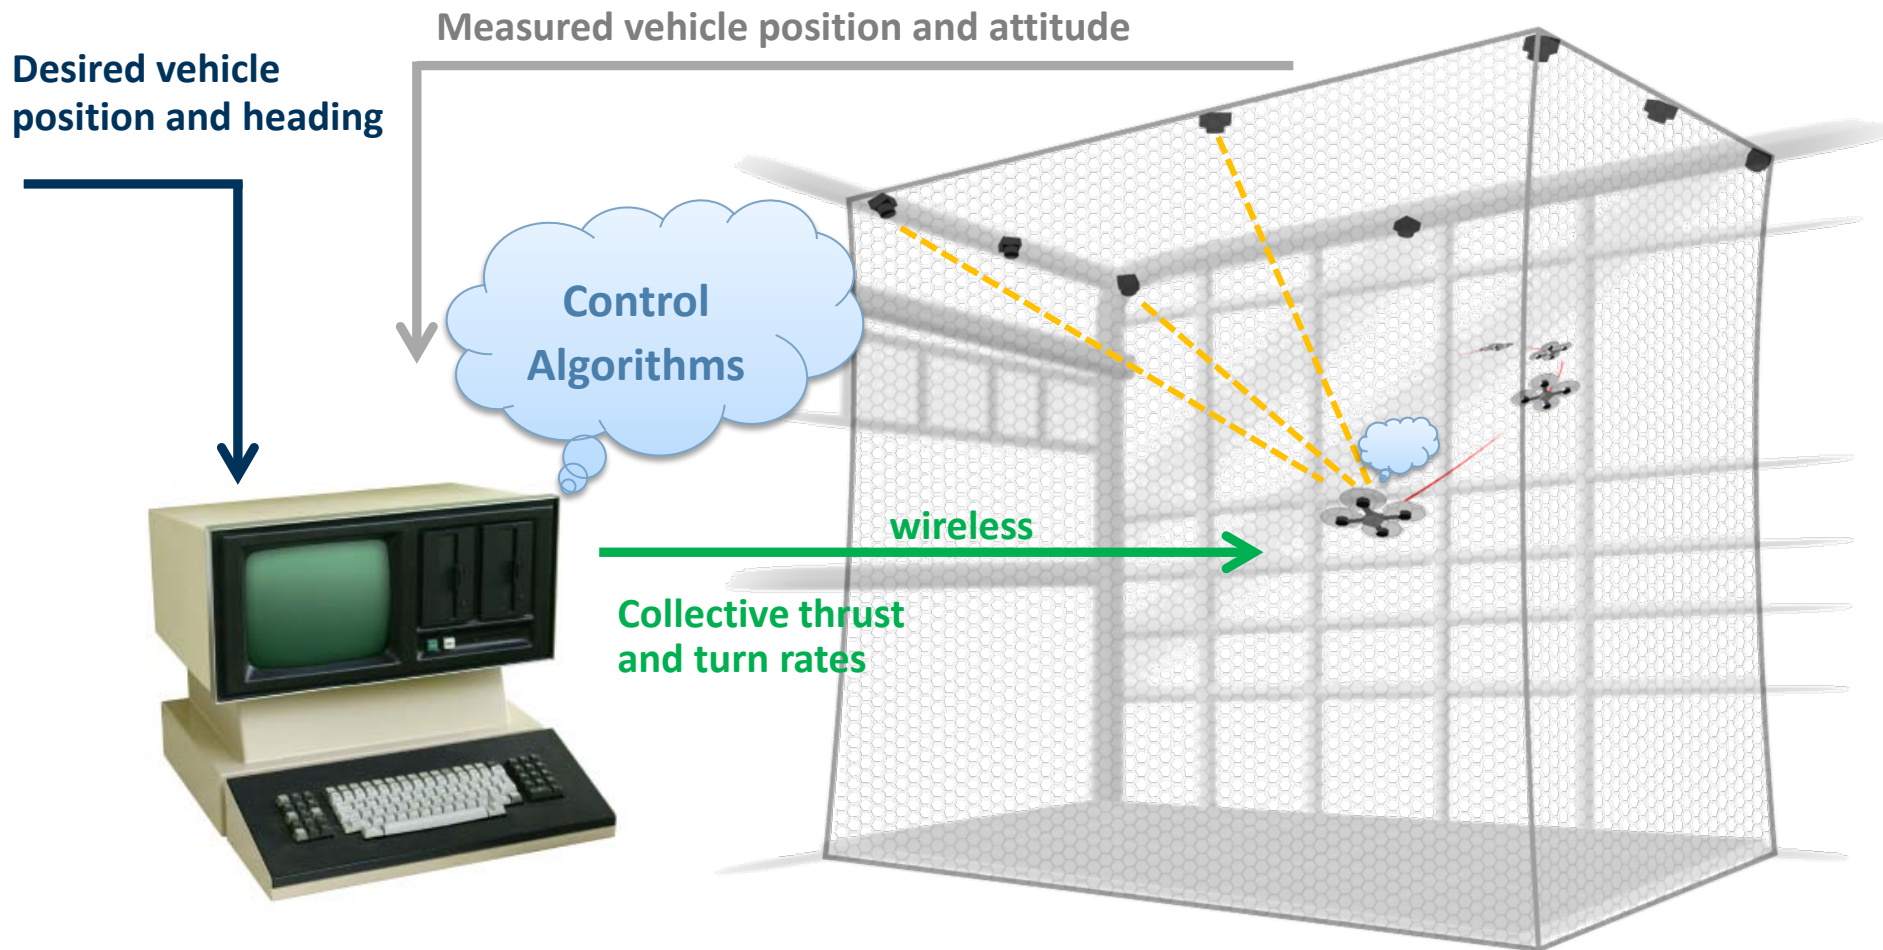 Measured vehicle position and attitude
Desired vehicle
position and heading
Control
Algorithms
wireless
Collective thrust
and turn rates